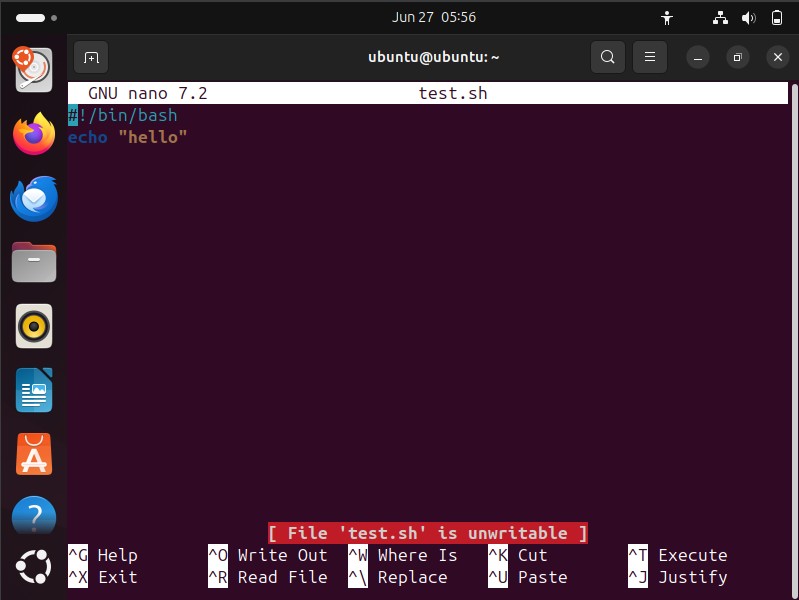 Jun 27 05:56
ubuntu@ubuntu: ~
GNU nano 7.2 test.sh
#!/bin/bash
echo "hello"
[ File 'test.sh' is unwritable ]
^G Help ^O Write Out ^W Where Is ^K Cut ^T Execute
^X Exit ^R Read File ^\ Replace ^U Paste ^J Justify